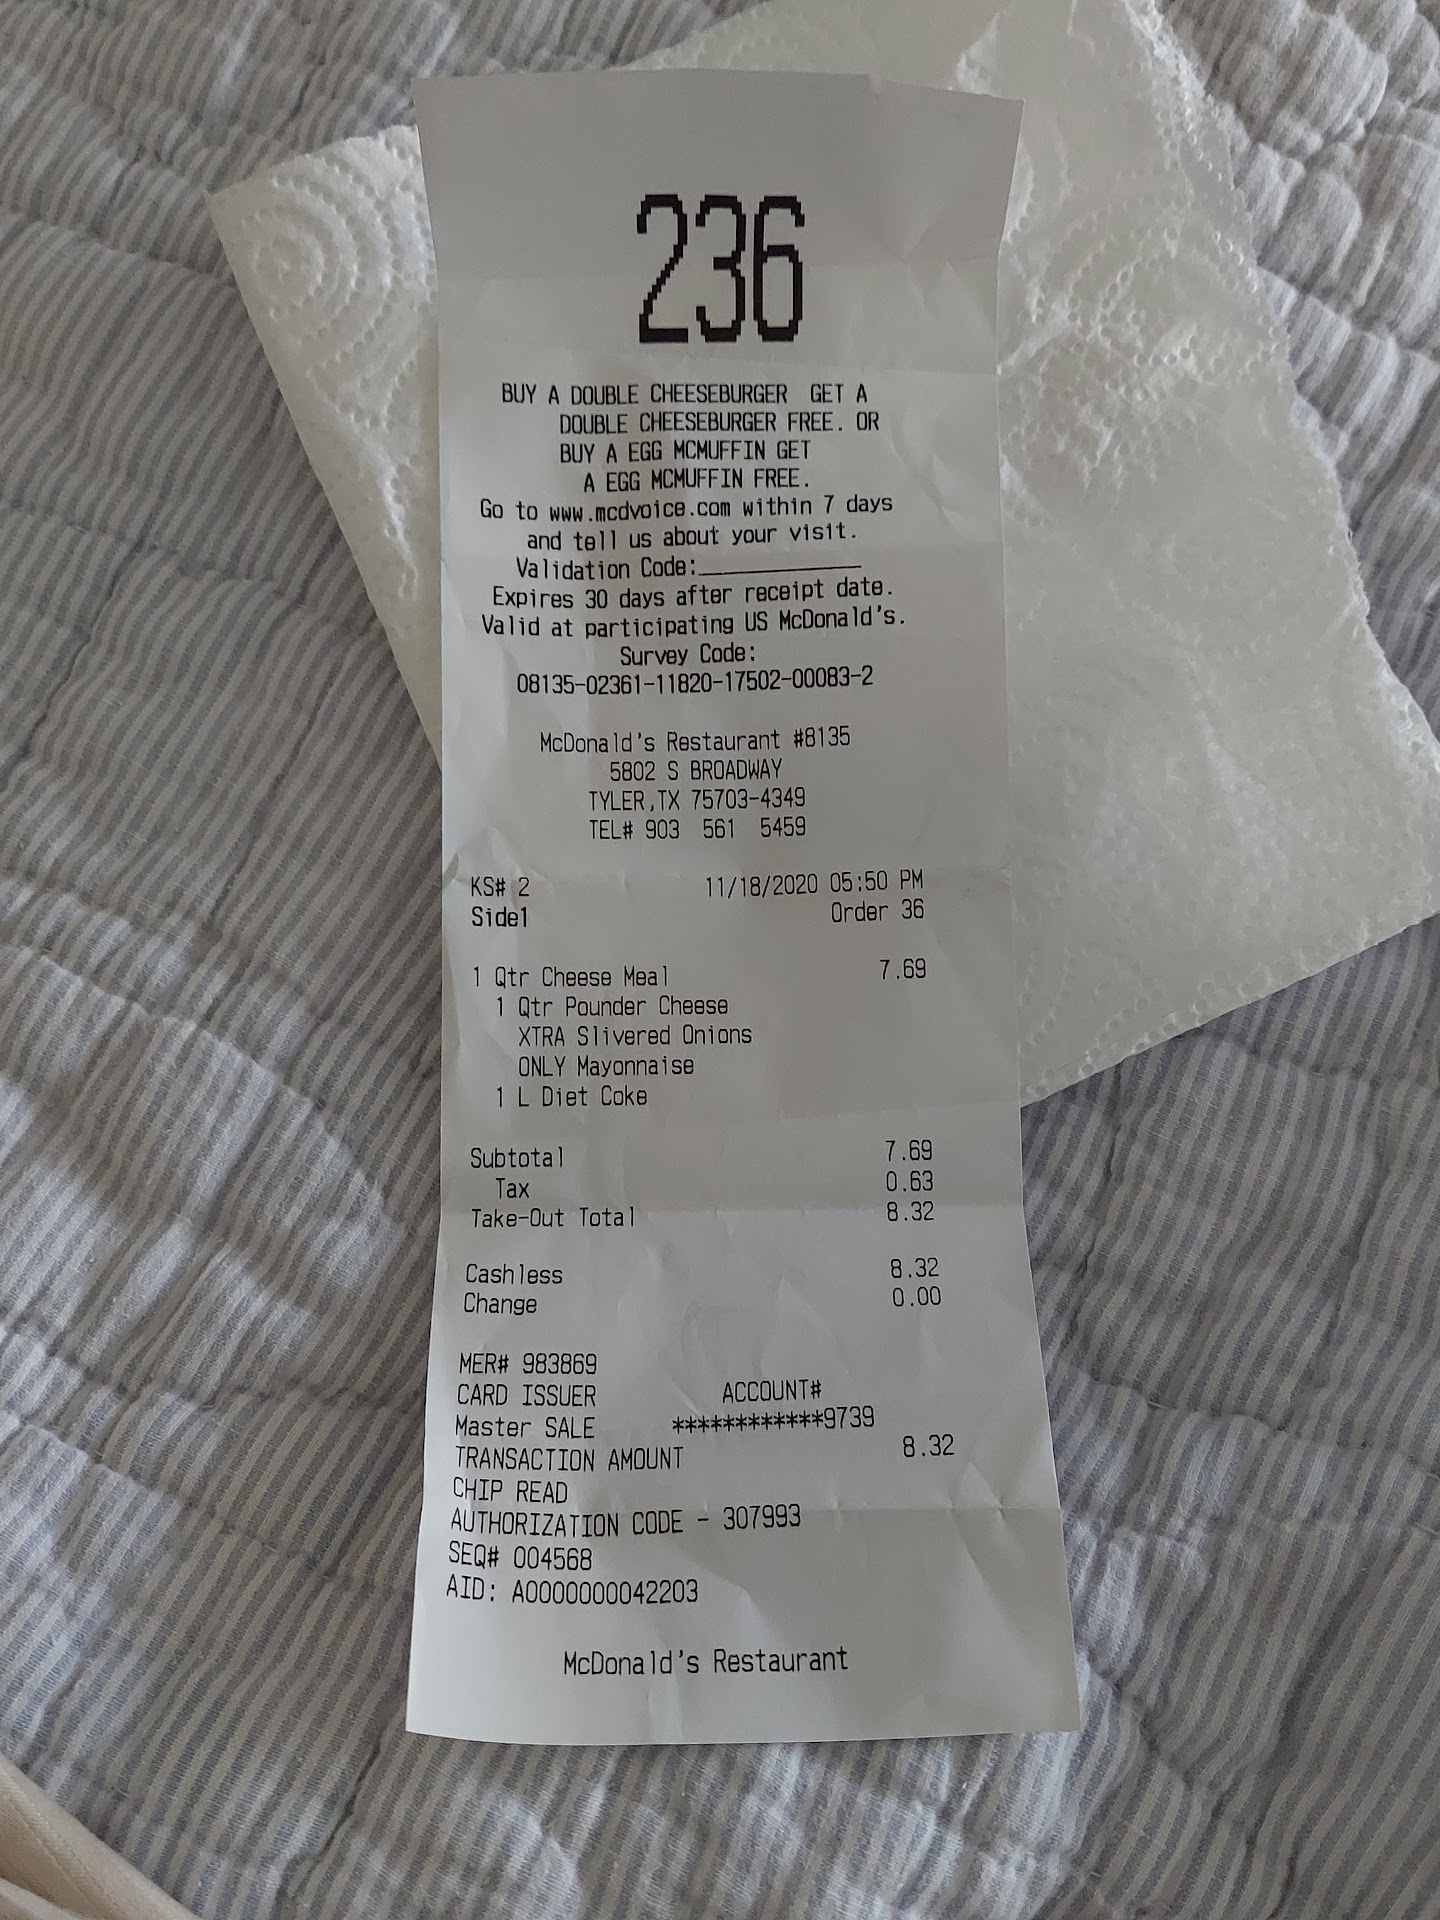 236
BUY A DOUBLE CHEESEBURGER GET A
DOUBLE CHEESEBURGER FREE. OR
BUY A EGG MCMUFFIN GET
A EGG MCMUFFIN FREE.
Go to www.mcdvoice.com within 7 days
and tell us about your visit.
Validation Code:____________
Expires 30 days after receipt date.
Valid at participating US McDonald's.
Survey Code:
08135-02361-11820-17502-00083-2
McDonald's Restaurant #8135
5802 S BROADWAY
TYLER,TX 75703-4349
TEL# 903 561 5459
KS# 2 11/18/2020 05:50 PM
Side1 Order 36
1 Qtr Cheese Meal 7.69
1 Qtr Pounder Cheese
XTRA Slivered Onions
ONLY Mayonnaise
1 L Diet Coke
Subtotal 7.69
Tax 0.63
Take-Out Total 8.32
Cashless 8.32
Change 0.00
MER# 983869
CARD ISSUER ACCOUNT#
Master SALE ************9739
TRANSACTION AMOUNT 8.32
CHIP READ
AUTHORIZATION CODE - 307993
SEQ# 004568
AID: A0000000042203
McDonald's Restaurant